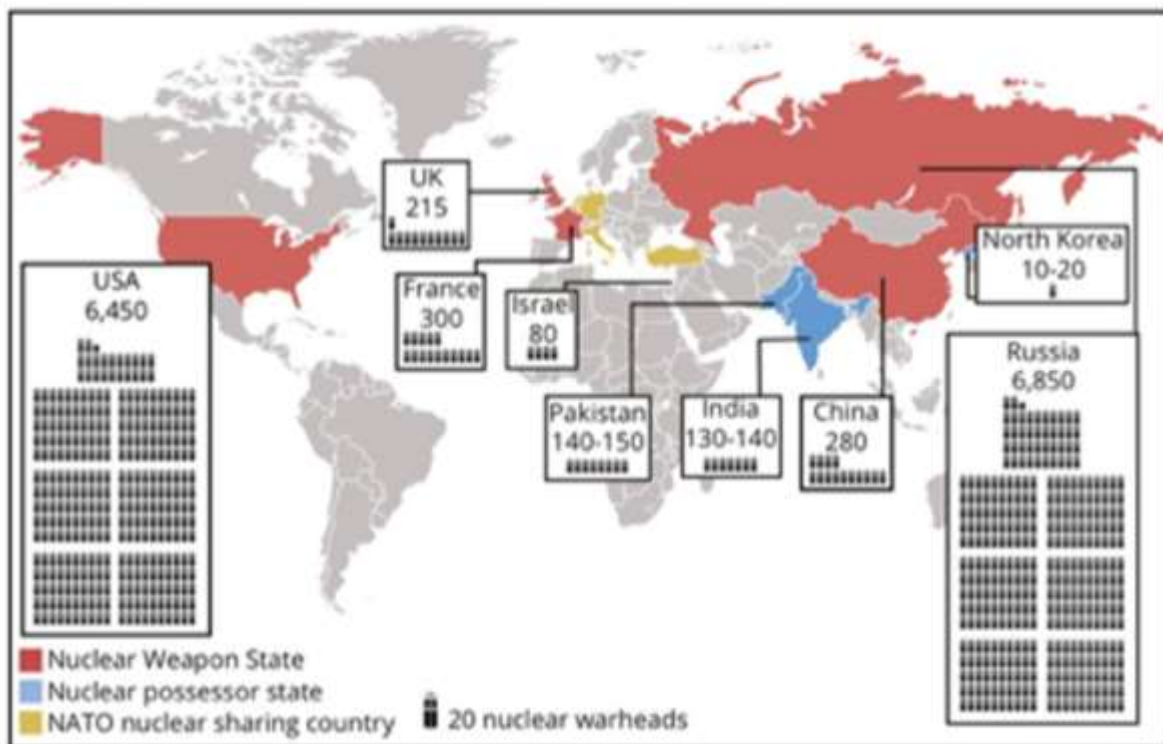 UK
215
USA
6,450
France
300
Israel
80
North Korea
10-20
Pakistan
140-150
India
130-140
China
280
Russia
6,850
Nuclear Weapon State
Nuclear possessor state
NATO nuclear sharing country
20 nuclear warheads